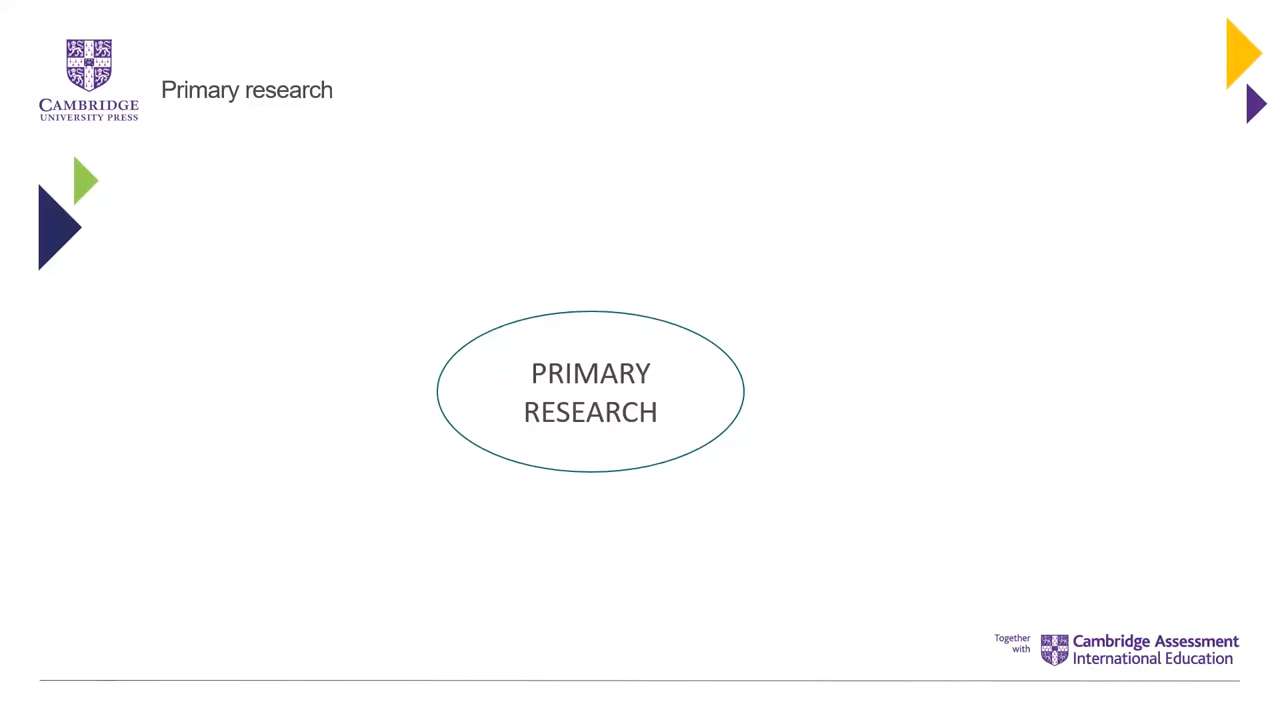 CAMBRIDGE
UNIVERSITY PRESS
Primary research
PRIMARY
RESEARCH
Together
with
Cambridge Assessment
International Education